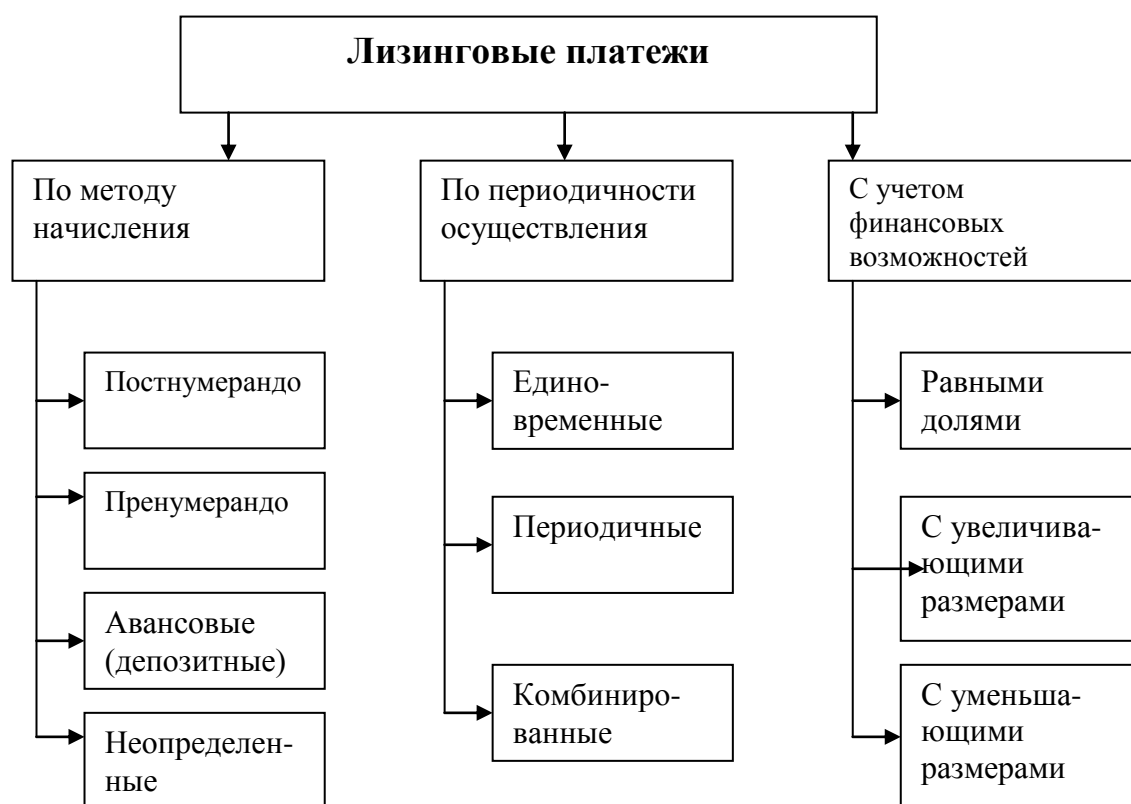 Лизинговые платежи
По методу
начисления
Постнумерандо
Пренумерандо
Авансовые
(депозитные)
Неопределен-
ные
По периодичности
осуществления
Едино-
временные
Периодичные
Комбиниро-
ванные
С учетом
финансовых
возможностей
Равными
долями
С увеличива-
ющими
размерами
С уменьша-
ющими
размерами